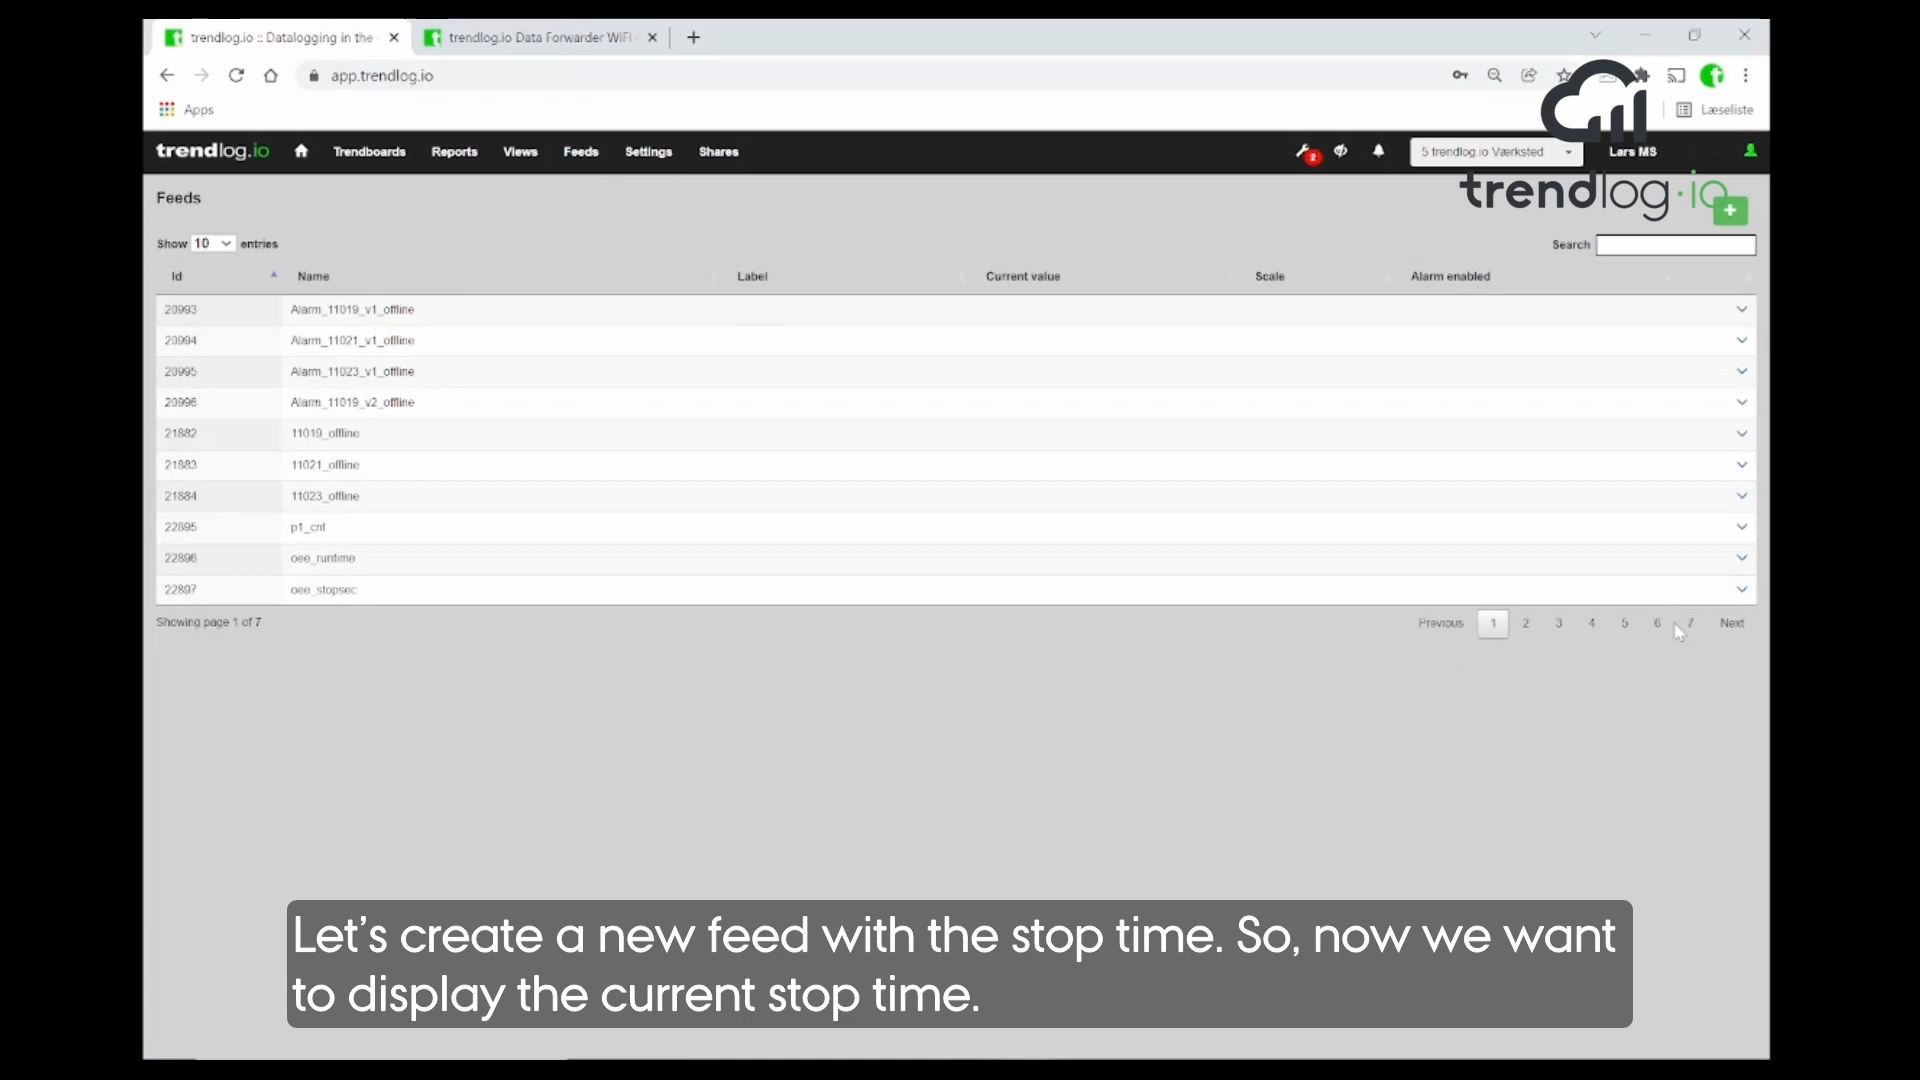 trendlog.io :: Datalogging in the
trendlog.io Data Forwarder WiFi
app.trendlog.io
Apps
Læseliste
trendlog.io Trendboards Reports Views Feeds Settings Shares 2 5 trendlog.io Værksted Lars MS
trendlog.io
Feeds
+
Show 10 entries
Search
Id Name Label Current value Scale Alarm enabled
20993 Alarm_11019_v1_offline
20994 Alarm_11021_v1_offline
20995 Alarm_11023_v1_offline
20996 Alarm_11019_v2_offline
21882 11019_offline
21883 11021_offline
21884 11023_offline
22895 p1_cnt
22896 oee_runtime
22897 oee_stopsec
Showing page 1 of 7
Previous 1 2 3 4 5 6 7 Next
Let's create a new feed with the stop time. So, now we want
to display the current stop time.